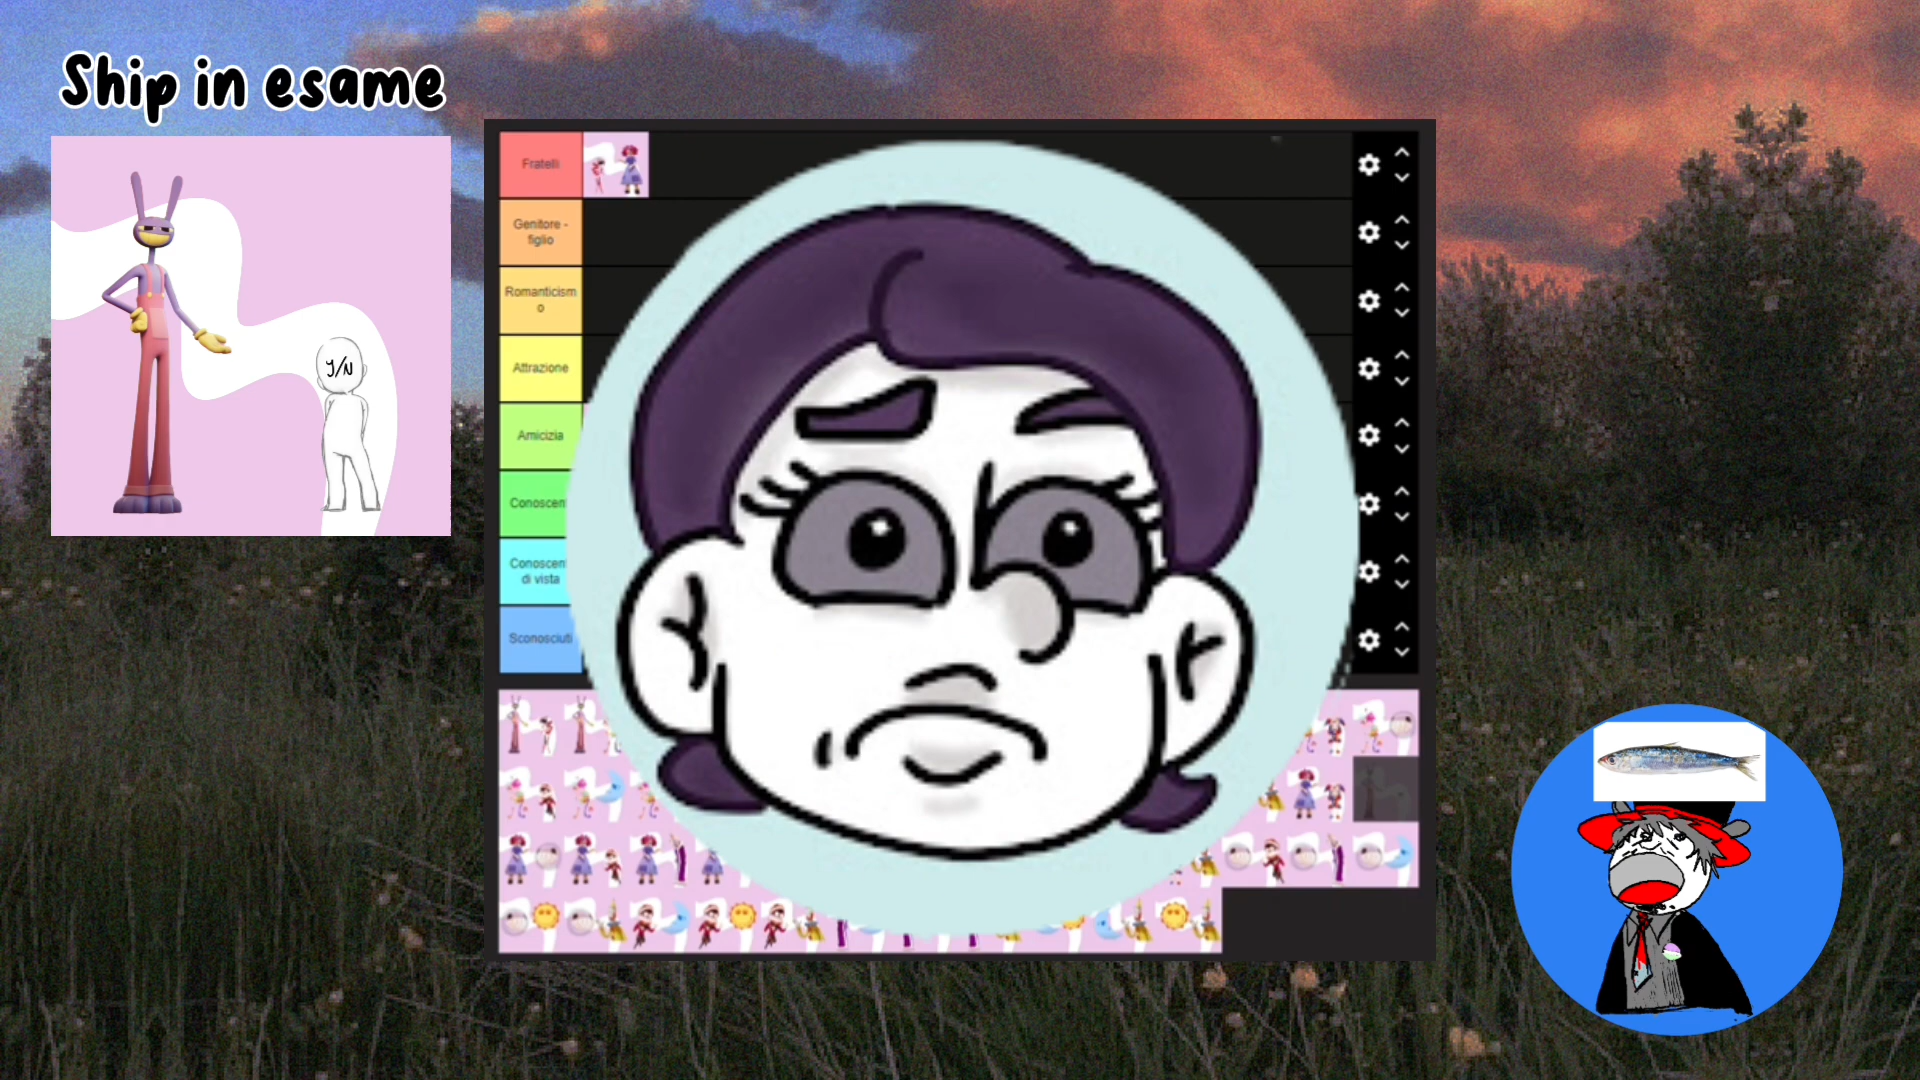 Ship in esame
Y/N
Fratelli
Genitore -
figlio
Romanticism
o
Attrazione
Amicizia
Conoscen
Conoscen
di vista
Sconosciuti